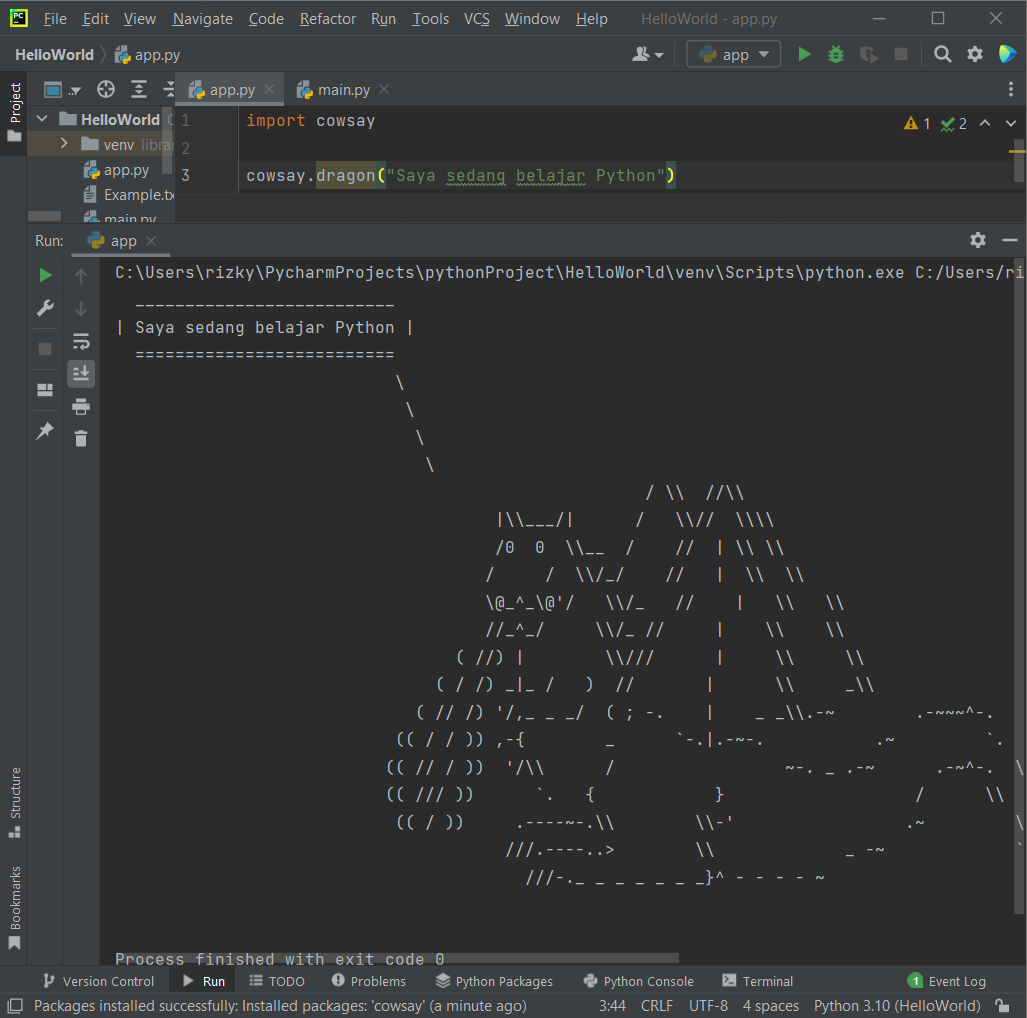 File Edit View Navigate Code Refactor Run Tools VCS Window Help HelloWorld - app.py
HelloWorld app.py app
Project
app.py main.py
HelloWorld
venv
app.py
Example.tx
main.py
1 import cowsay
2
3 cowsay.dragon("Saya sedang belajar Python")
1 2
Run: app
C:\Users\rizky\PycharmProjects\pythonProject\HelloWorld\venv\Scripts\python.exe C:/Users/ri
  __________________________
| Saya sedang belajar Python |
  ==========================
                            \
                             \
                              \
                               \
                                                     / \\  //\\
                                      |\\___/|      /   \\//  \\\\
                                      /0  0  \\__  /    //  | \\ \\
                                     /     /  \\/_/    //   |  \\  \\
                                     \@_^_\@'/   \\/_   //    |   \\   \\
                                     //_^_/     \\/_ //     |    \\    \\
                                  ( //) |        \\///      |     \\     \\
                                ( / /) _|_ /   )  //       |      \\     _\\
                              ( // /) '/,_ _ _/  ( ; -.    |    _ _\\.-~        .-~~~^-.
                            (( / / )) ,-{        _      `-.|.-~-.           .~         `.
                           (( // / ))  '/\\      /                 ~-. _ .-~      .-~^-.  \
                           (( /// ))      `.   {            }                   /      \\
                            (( / ))     .----~-.\\        \\-'                 .~         \
                                       ///.----..>        \\             _ -~             `
                                         ///-._ _ _ _ _ _ _}^ - - - - ~
Process finished with exit code 0
Structure
Bookmarks
Version Control Run TODO Problems Python Packages Python Console Terminal 1 Event Log
Packages installed successfully: Installed packages: 'cowsay' (a minute ago) 3:44 CRLF UTF-8 4 spaces Python 3.10 (HelloWorld)